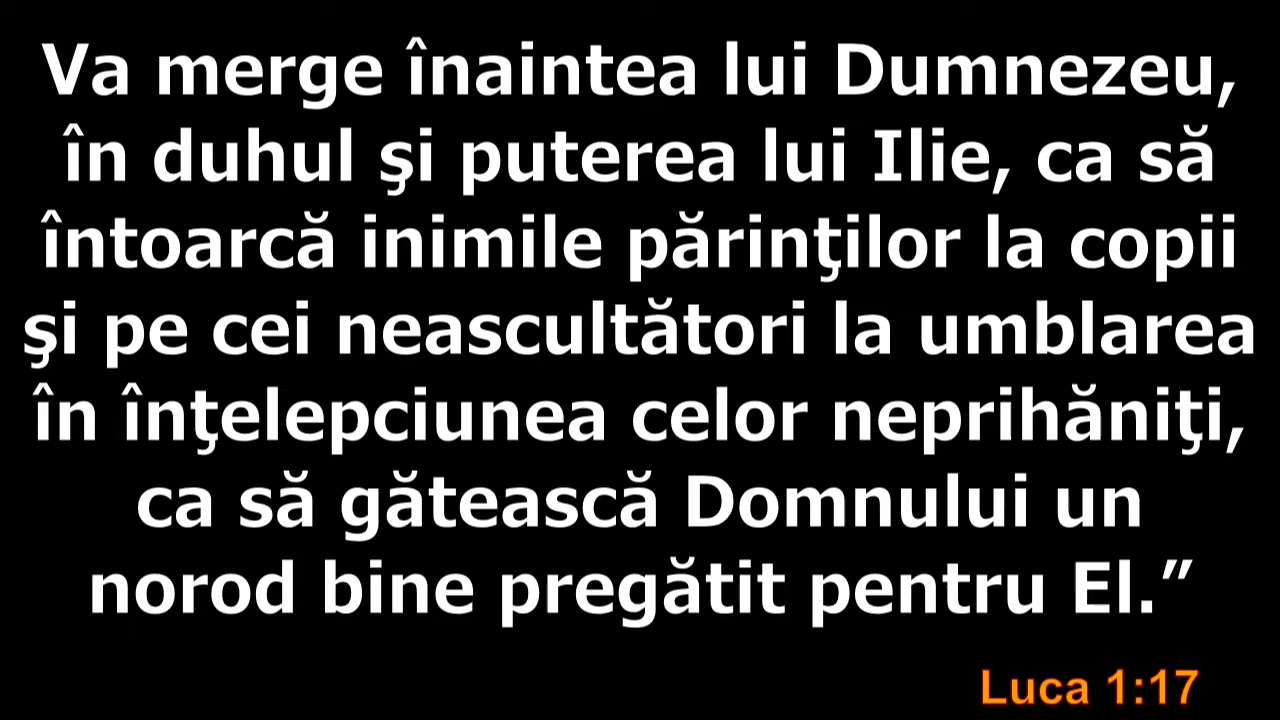 Va merge înaintea lui Dumnezeu,
în duhul şi puterea lui Ilie, ca să
întoarcă inimile părinţilor la copii
şi pe cei neascultători la umblarea
în înţelepciunea celor neprihăniţi,
ca să gătească Domnului un
norod bine pregătit pentru El.”
Luca 1:17